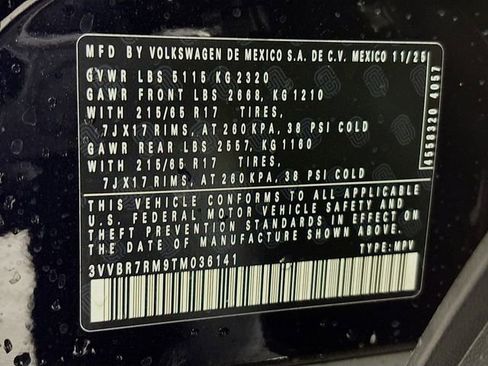 MFD BY VOLKSWAGEN DE MEXICO S.A. DE C.V. MEXICO 11/25
GVWR LBS 5115 KG 2320
GAWR FRONT LBS 2668, KG 1210
WITH 215/65 R17 TIRES,
7JX17 RIMS, AT 260 KPA, 38 PSI COLD
GAWR REAR LBS 2557, KG 1160
WITH 215/65 R17 TIRES,
7JX17 RIMS, AT 260 KPA, 38 PSI COLD
THIS VEHICLE CONFORMS TO ALL APPLICABLE
U.S. FEDERAL MOTOR VEHICLE SAFETY AND
THEFT PREVENTION STANDARDS IN EFFECT ON
THE DATE OF MANUFACTURE SHOWN ABOVE.
3VVBR7RM9TM036141 TYPE: MPV
4558320 4057